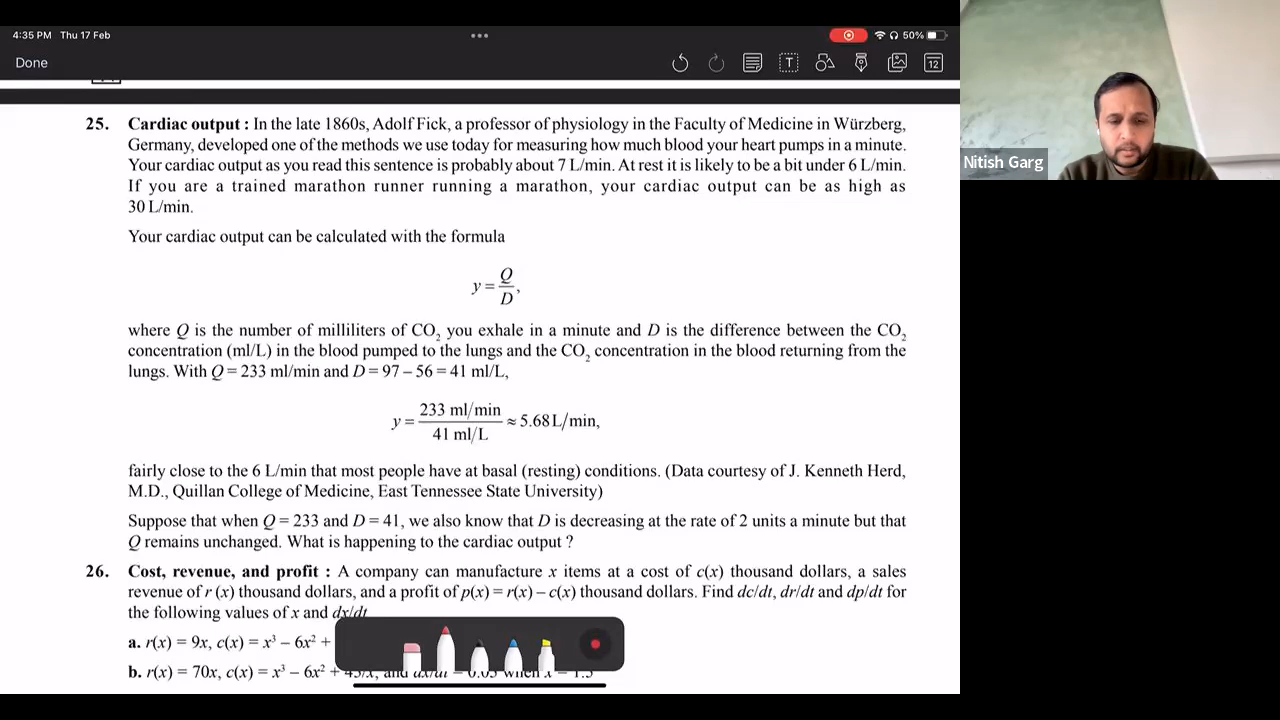 4:35 PM Thu 17 Feb
50%
Done
12
25. Cardiac output : In the late 1860s, Adolf Fick, a professor of physiology in the Faculty of Medicine in Würzberg,
Germany, developed one of the methods we use today for measuring how much blood your heart pumps in a minute.
Your cardiac output as you read this sentence is probably about 7 L/min. At rest it is likely to be a bit under 6 L/min.
If you are a trained marathon runner running a marathon, your cardiac output can be as high as
30 L/min.
Your cardiac output can be calculated with the formula
y = Q/D,
where Q is the number of milliliters of CO₂ you exhale in a minute and D is the difference between the CO₂
concentration (ml/L) in the blood pumped to the lungs and the CO₂ concentration in the blood returning from the
lungs. With Q = 233 ml/min and D = 97 – 56 = 41 ml/L,
y = 233 ml/min / 41 ml/L ≈ 5.68 L/min,
fairly close to the 6 L/min that most people have at basal (resting) conditions. (Data courtesy of J. Kenneth Herd,
M.D., Quillan College of Medicine, East Tennessee State University)
Suppose that when Q = 233 and D = 41, we also know that D is decreasing at the rate of 2 units a minute but that
Q remains unchanged. What is happening to the cardiac output ?
26. Cost, revenue, and profit : A company can manufacture x items at a cost of c(x) thousand dollars, a sales
revenue of r (x) thousand dollars, and a profit of p(x) = r(x) – c(x) thousand dollars. Find dc/dt, dr/dt and dp/dt for
the following values of x and dx/dt
a. r(x) = 9x, c(x) = x³ – 6x² +
b. r(x) = 70x, c(x) = x³ – 6x² + 45/x, and dx/dt = 0.05 when x = 1.5
Nitish Garg